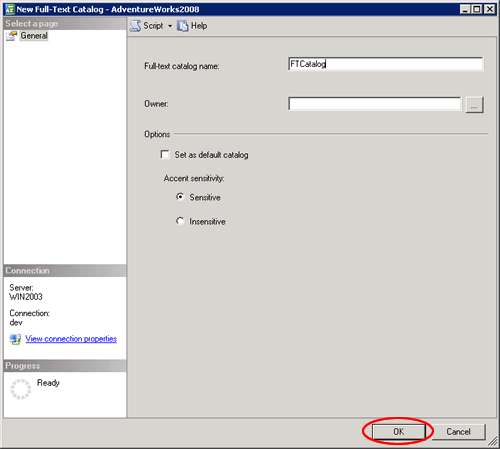 New Full-Text Catalog - AdventureWorks2008
Select a page
General
Script
Help
Full-text catalog name:
FTCatalog
Owner:
...
Options
Set as default catalog
Accent sensitivity:
Sensitive
Insensitive
Connection
Server:
WIN2003
Connection:
dev
View connection properties
Progress
Ready
OK
Cancel